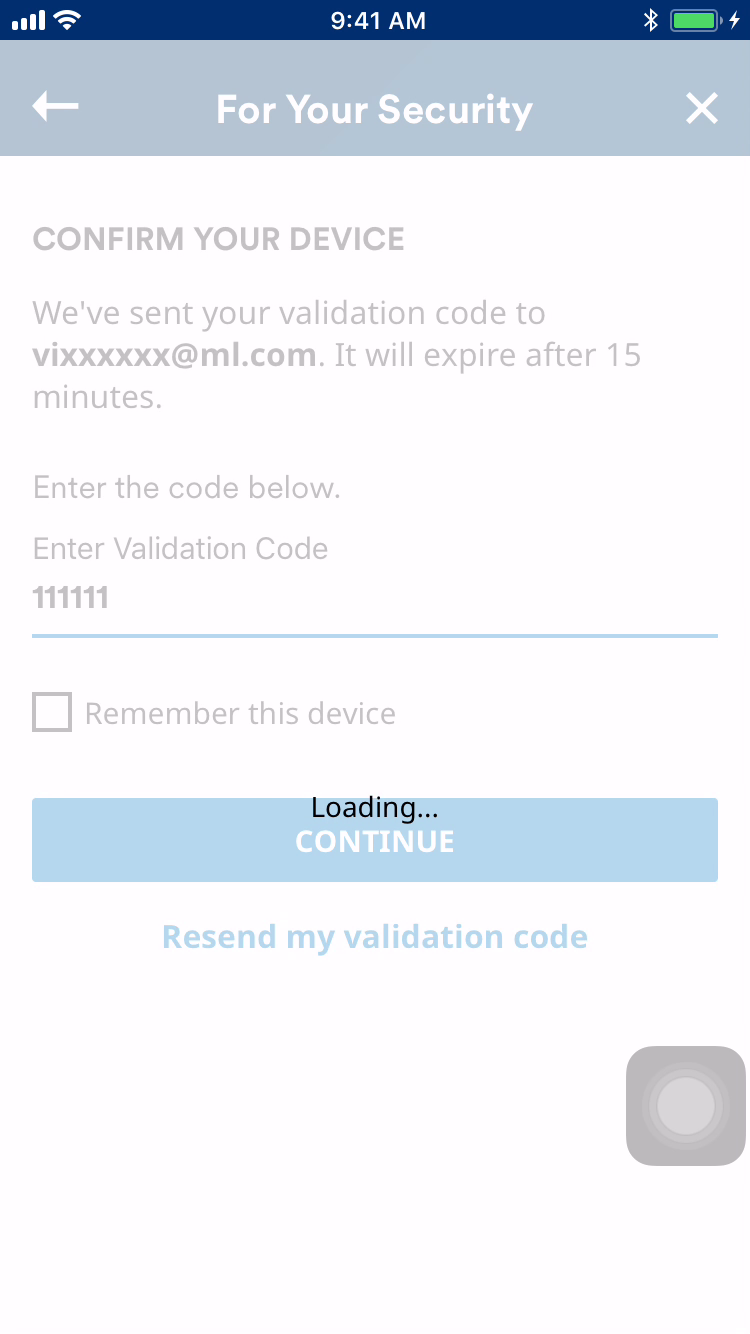 9:41 AM
For Your Security
CONFIRM YOUR DEVICE
We've sent your validation code to
vixxxxxx@ml.com. It will expire after 15
minutes.
Enter the code below.
Enter Validation Code
111111
Remember this device
Loading...
CONTINUE
Resend my validation code